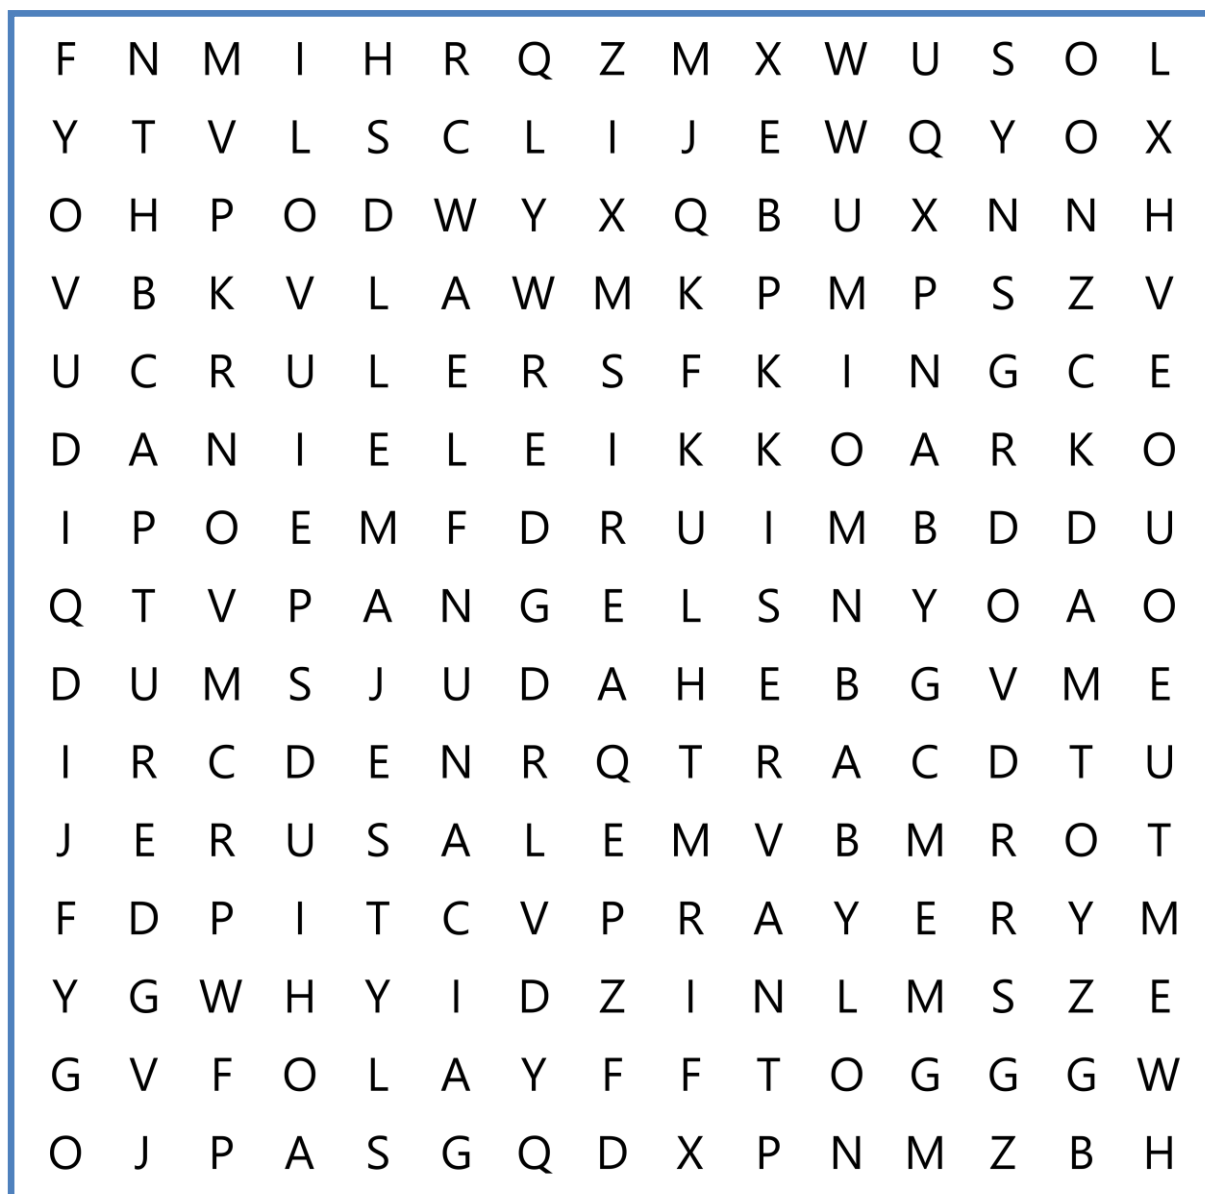 F N M I H R Q Z M X W U S O L
Y T V L S C L I J E W Q Y O X
O H P O D W Y X Q B U X N N H
V B K V L A W M K P M P S Z V
U C R U L E R S F K I N G C E
D A N I E L E I K K O A R K O
I P O E M F D R U I M B D D U
Q T V P A N G E L S N Y O A O
D U M S J U D A H E B G V M E
I R C D E N R Q T R A C D T U
J E R U S A L E M V B M R O T
F D P I T C V P R A Y E R Y M
Y G W H Y I D Z I N L M S Z E
G V F O L A Y F F T O G G G W
O J P A S G Q D X P N M Z B H